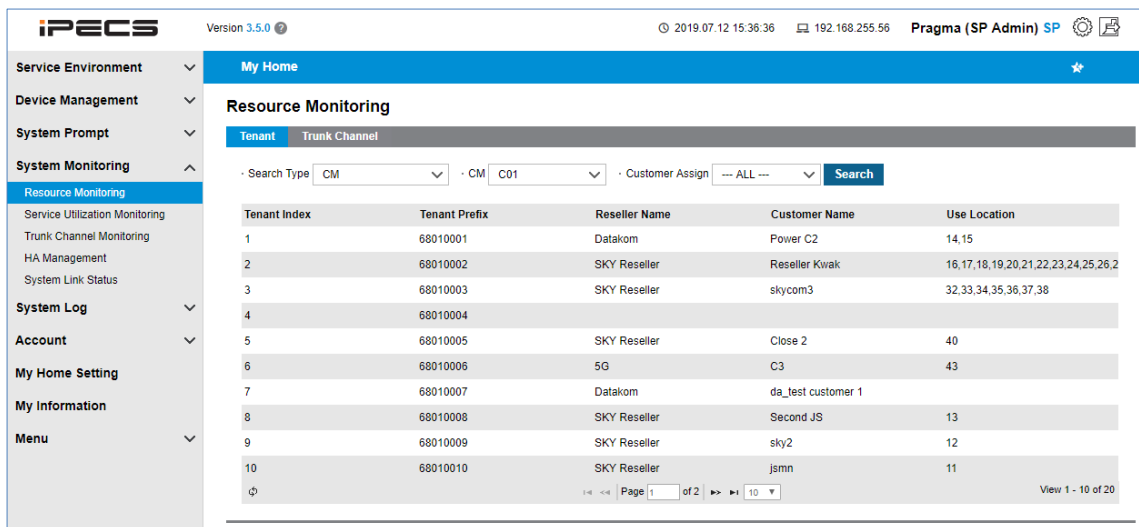 iPECS Version 3.5.0 ? 2019.07.12 15:36:36 192.168.255.56 Pragma (SP Admin) SP
Service Environment
Device Management
System Prompt
System Monitoring
Resource Monitoring
Service Utilization Monitoring
Trunk Channel Monitoring
HA Management
System Link Status
System Log
Account
My Home Setting
My Information
Menu
My Home
Resource Monitoring
Tenant Trunk Channel
· Search Type CM · CM C01 · Customer Assign --- ALL --- Search
Tenant Index Tenant Prefix Reseller Name Customer Name Use Location
1 68010001 Datakom Power C2 14,15
2 68010002 SKY Reseller Reseller Kwak 16,17,18,19,20,21,22,23,24,25,26,2
3 68010003 SKY Reseller skycom3 32,33,34,35,36,37,38
4 68010004
5 68010005 SKY Reseller Close 2 40
6 68010006 5G C3 43
7 68010007 Datakom da_test customer 1
8 68010008 SKY Reseller Second JS 13
9 68010009 SKY Reseller sky2 12
10 68010010 SKY Reseller jsmn 11
Page 1 of 2 10 View 1 - 10 of 20